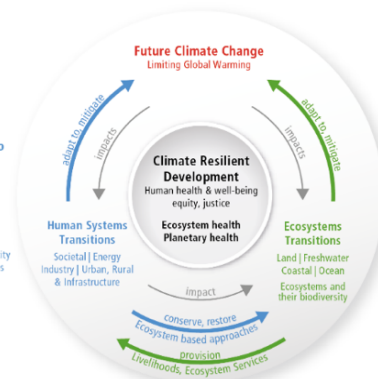 Future Climate Change
Limiting Global Warming
adapt to, mitigate
impacts
impacts
adapt to, mitigate
Climate Resilient
Development
Human health & well-being
equity, justice
Ecosystem health
Planetary health
Human Systems
Transitions
Societal | Energy
Industry | Urban, Rural
& Infrastructure
Ecosystems
Transitions
Land | Freshwater
Coastal | Ocean
Ecosystems and
their biodiversity
impact
conserve, restore
Ecosystem based approaches
provision
Livelihoods, Ecosystem Services